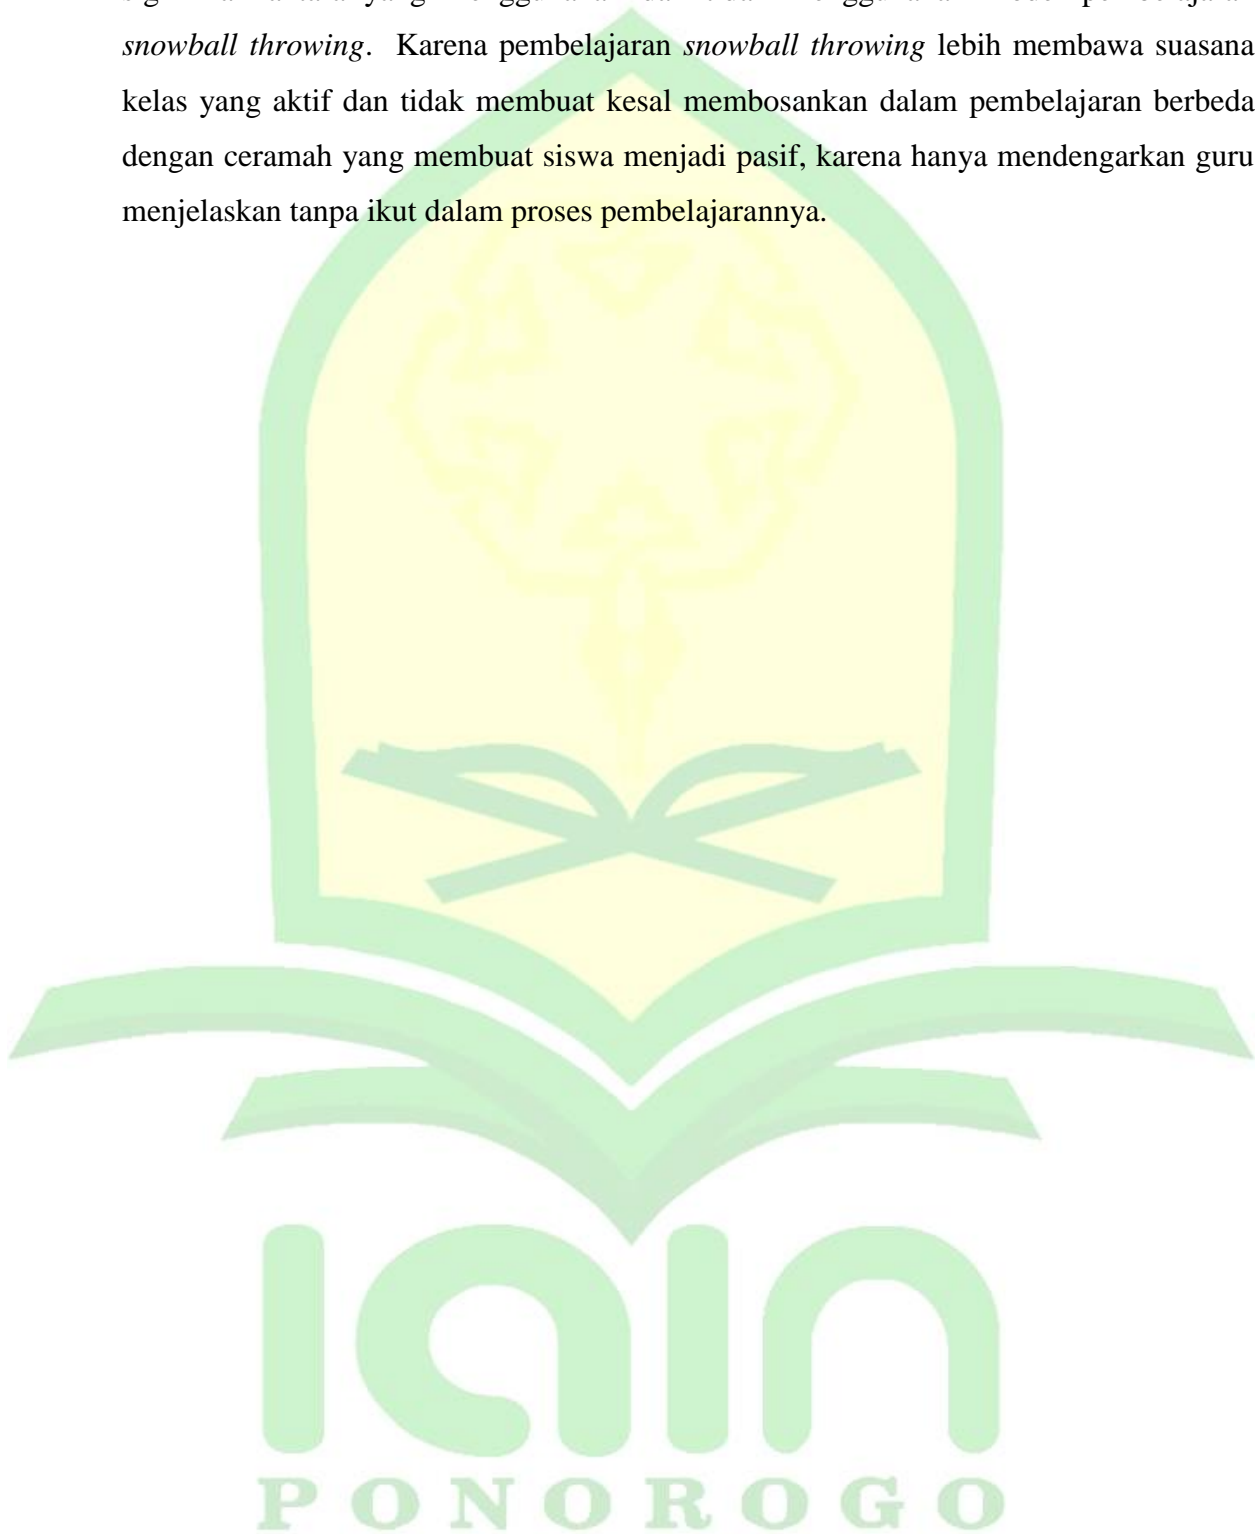 snowball throwing. Karena pembelajaran snowball throwing lebih membawa suasana
kelas yang aktif dan tidak membuat kesal membosankan dalam pembelajaran berbeda
dengan ceramah yang membuat siswa menjadi pasif, karena hanya mendengarkan guru
menjelaskan tanpa ikut dalam proses pembelajarannya.
iain
PONOROGO